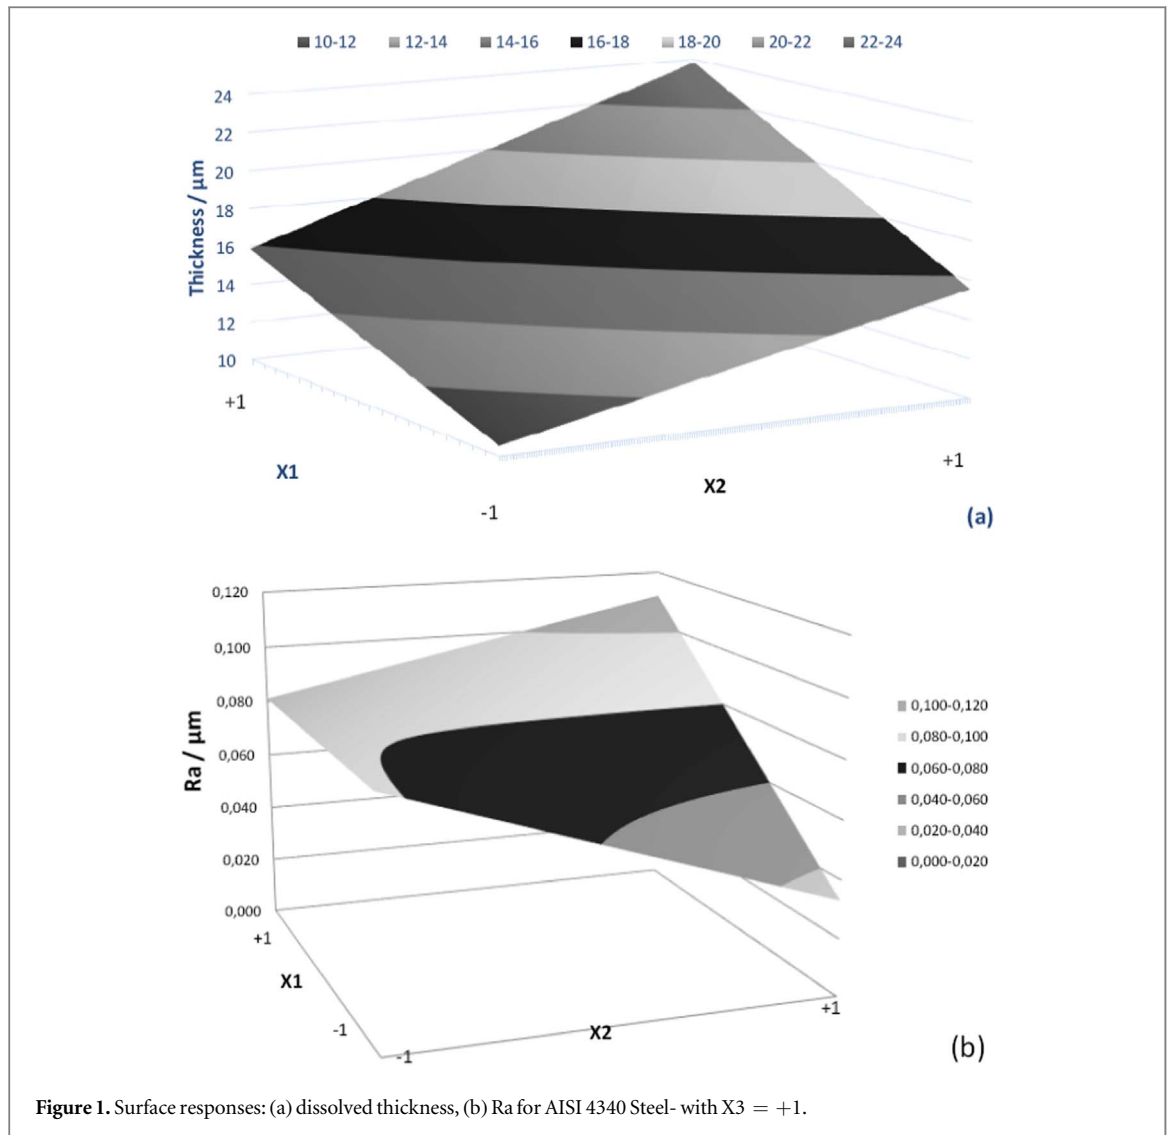 10-12 12-14 14-16 16-18 18-20 20-22 22-24
24
22
20
18
16
14
12
10
Thickness / μm
+1
X1
-1
X2
+1
(a)
0,120
0,100
0,080
0,060
0,040
0,020
0,000
Ra / μm
+1
X1
-1
-1
X2
+1
0,100-0,120
0,080-0,100
0,060-0,080
0,040-0,060
0,020-0,040
0,000-0,020
(b)
Figure 1. Surface responses: (a) dissolved thickness, (b) Ra for AISI 4340 Steel- with X3 = +1.